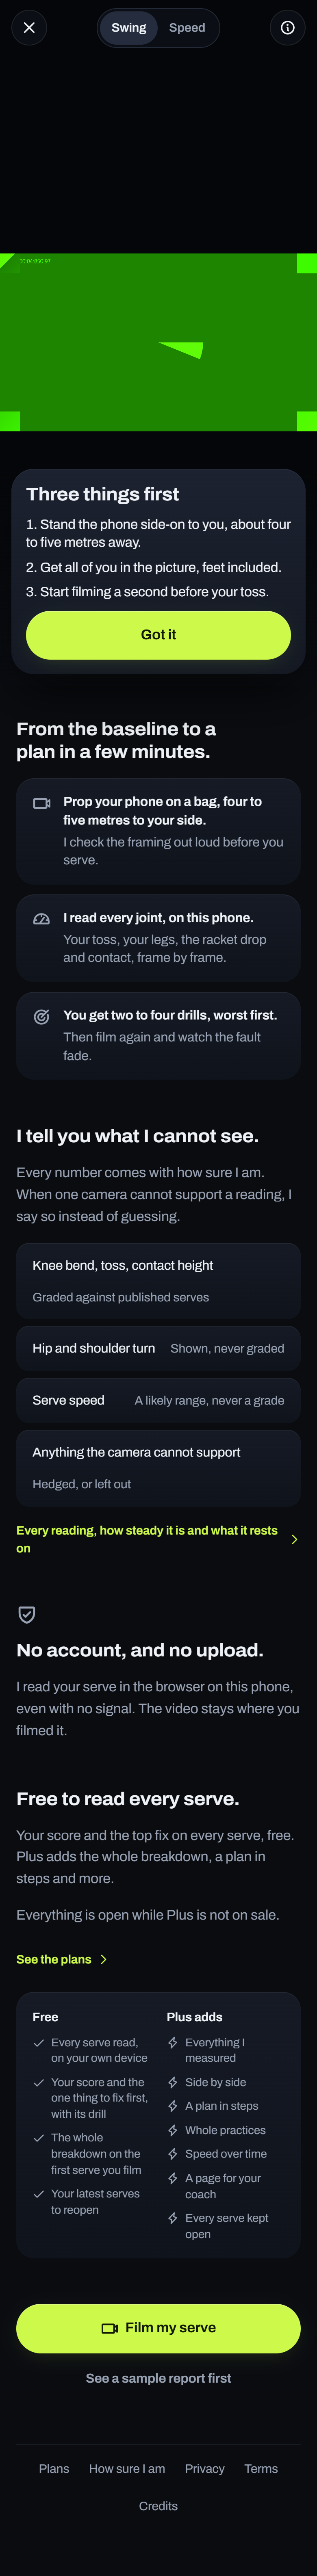 Swing
Speed
Three things first
1. Stand the phone side-on to you, about four
to five metres away.
2. Get all of you in the picture, feet included.
3. Start filming a second before your toss.
Got it
From the baseline to a
plan in a few minutes.
Prop your phone on a bag, four to
five metres to your side.
I check the framing out loud before you
serve.
I read every joint, on this phone.
Your toss, your legs, the racket drop
and contact, frame by frame.
You get two to four drills, worst first.
Then film again and watch the fault
fade.
I tell you what I cannot see.
Every number comes with how sure I am.
When one camera cannot support a reading, I
say so instead of guessing.
Knee bend, toss, contact height
Graded against published serves
Hip and shoulder turn
Shown, never graded
Serve speed
A likely range, never a grade
Anything the camera cannot support
Hedged, or left out
Every reading, how steady it is and what it rests
on
No account, and no upload.
I read your serve in the browser on this phone,
even with no signal. The video stays where you
filmed it.
Free to read every serve.
Your score and the top fix on every serve, free.
Plus adds the whole breakdown, a plan in
steps and more.
Everything is open while Plus is not on sale.
See the plans
Free
Every serve read,
on your own device
Your score and the
one thing to fix first,
with its drill
The whole
breakdown on the
first serve you film
Your latest serves
to reopen
Plus adds
Everything I
measured
Side by side
A plan in steps
Whole practices
Speed over time
A page for your
coach
Every serve kept
open
Film my serve
See a sample report first
Plans
How sure I am
Privacy
Terms
Credits